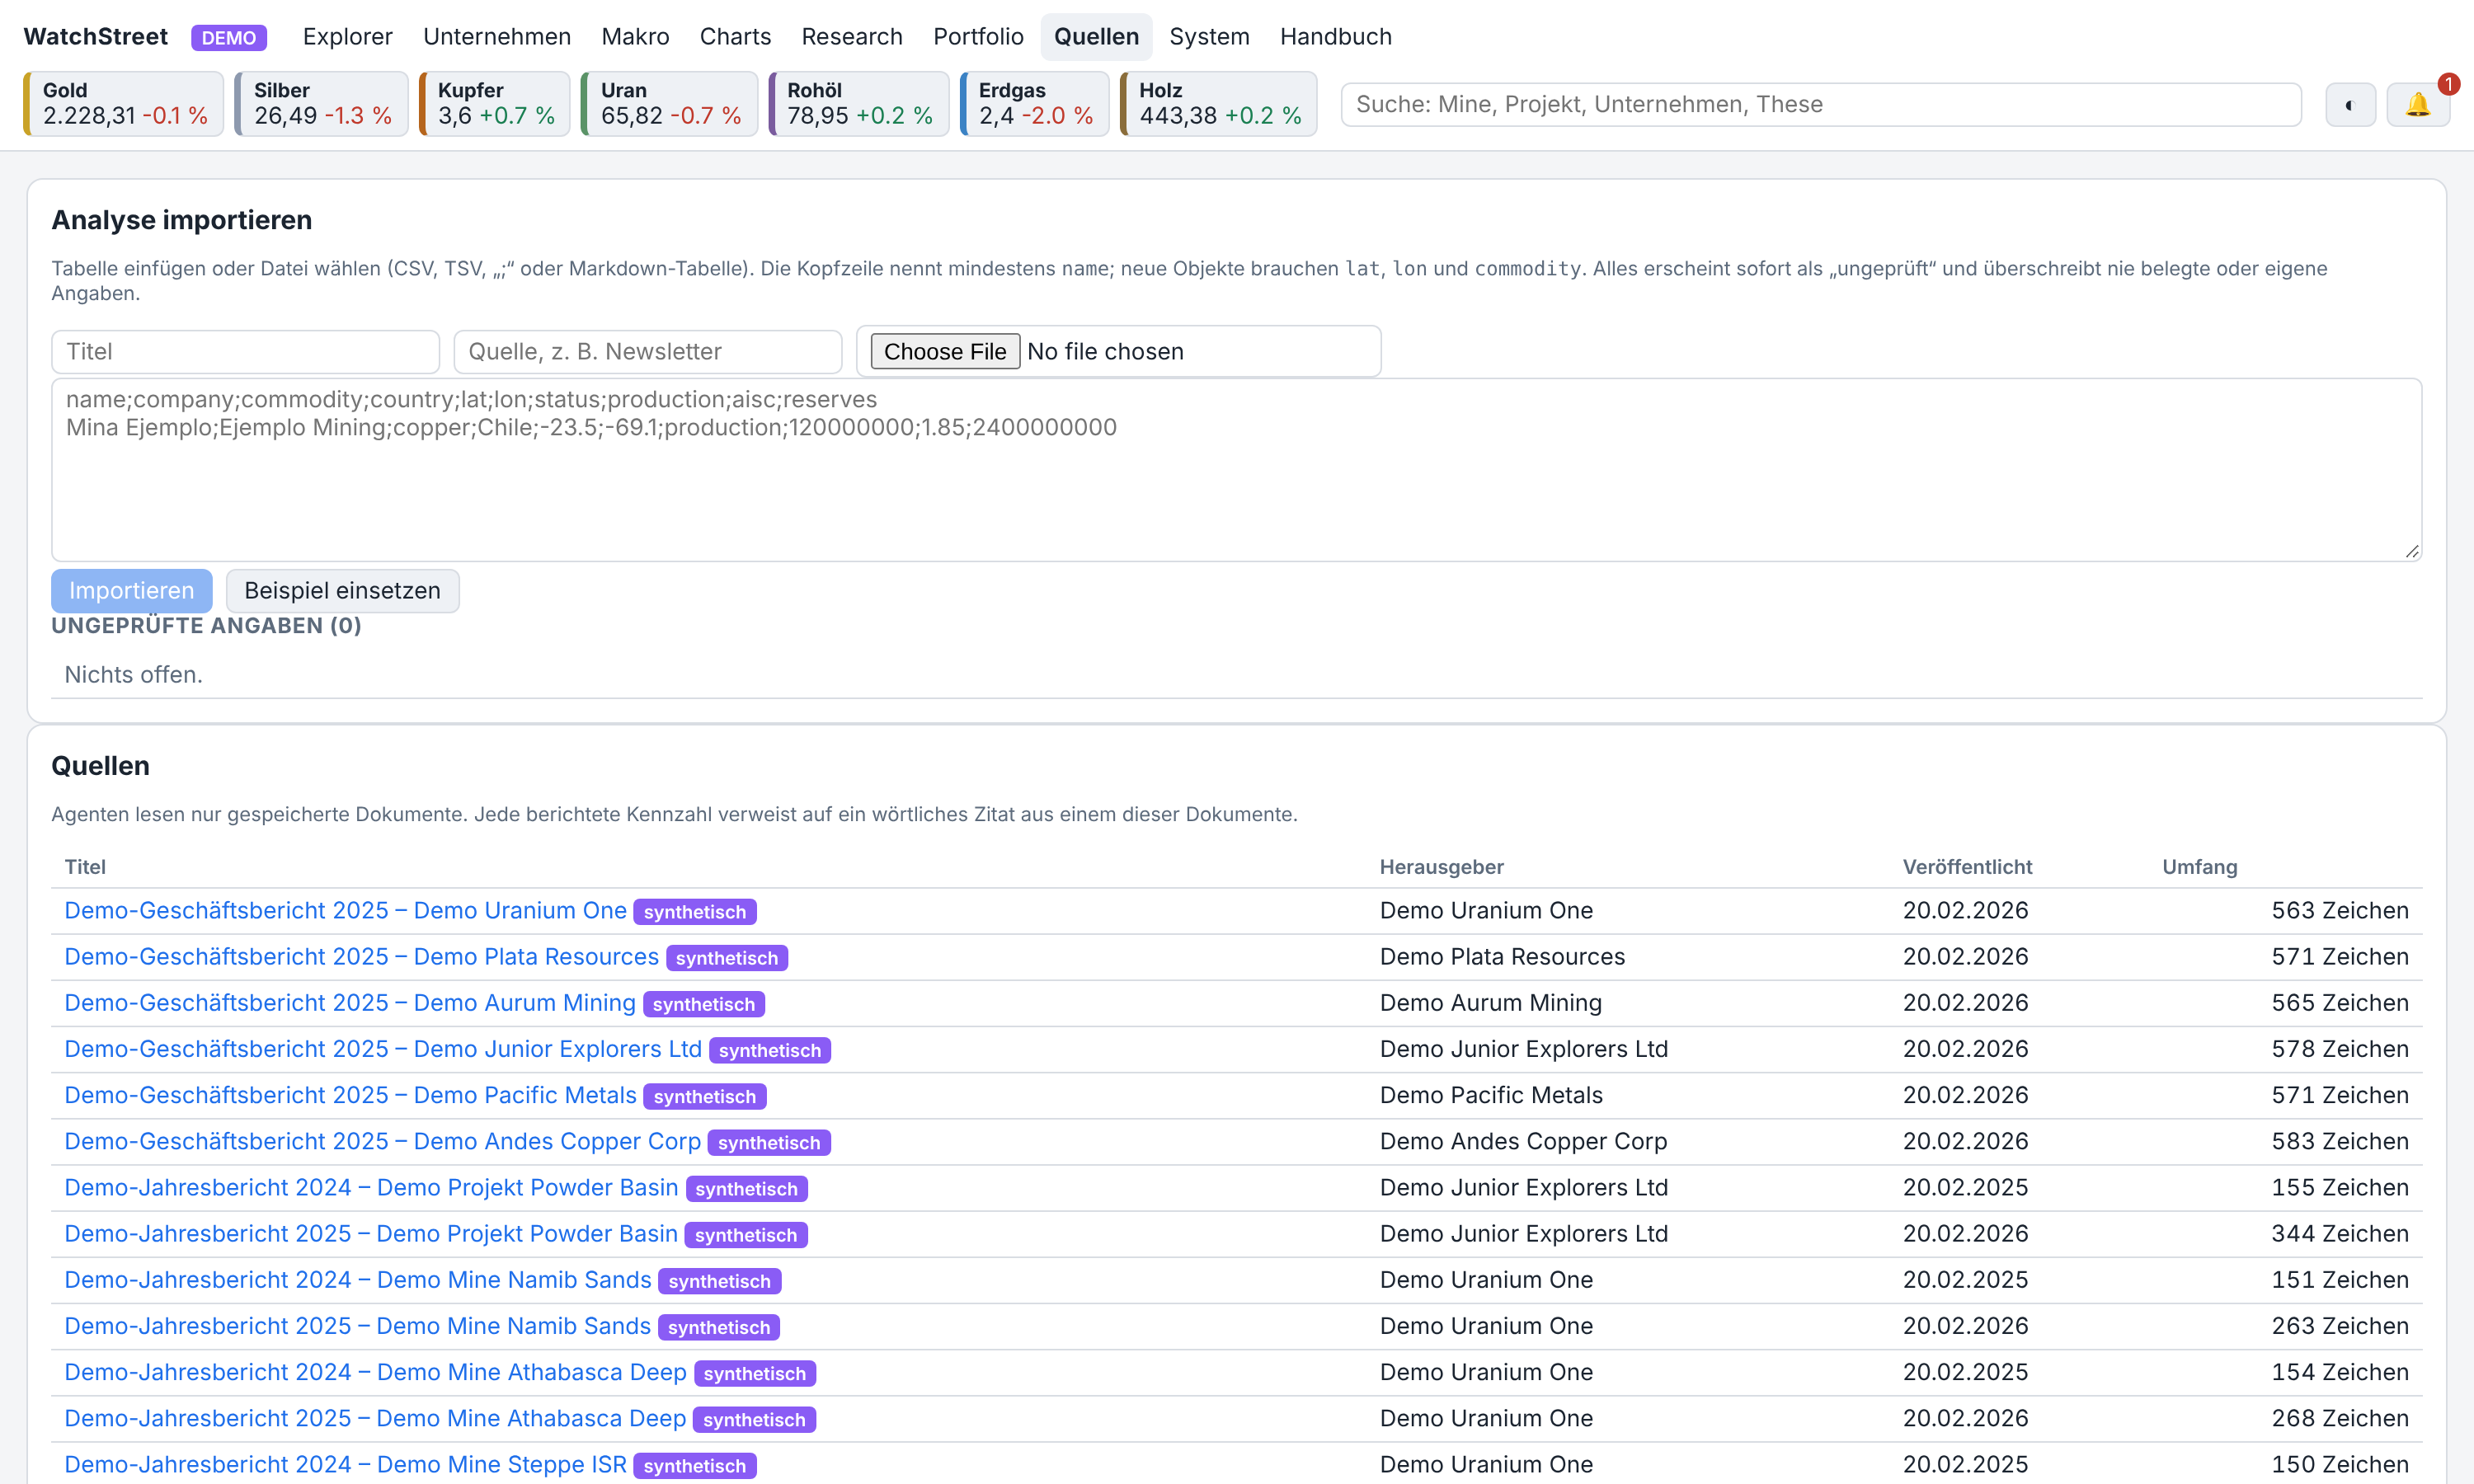 WatchStreet DEMO Explorer Unternehmen Makro Charts Research Portfolio Quellen System Handbuch
Gold Silber Kupfer Uran Rohöl Erdgas Holz
2.228,31 -0.1 % 26,49 -1.3 % 3,6 +0.7 % 65,82 -0.7 % 78,95 +0.2 % 2,4 -2.0 % 443,38 +0.2 %
Suche: Mine, Projekt, Unternehmen, These
1
Analyse importieren
Tabelle einfügen oder Datei wählen (CSV, TSV, „;“ oder Markdown-Tabelle). Die Kopfzeile nennt mindestens name; neue Objekte brauchen lat, lon und commodity. Alles erscheint sofort als „ungeprüft“ und überschreibt nie belegte oder eigene
Angaben.
Titel Quelle, z. B. Newsletter Choose File No file chosen
name;company;commodity;country;lat;lon;status;production;aisc;reserves
Mina Ejemplo;Ejemplo Mining;copper;Chile;-23.5;-69.1;production;120000000;1.85;2400000000
Importieren Beispiel einsetzen
UNGEPRÜFTE ANGABEN (0)
Nichts offen.
Quellen
Agenten lesen nur gespeicherte Dokumente. Jede berichtete Kennzahl verweist auf ein wörtliches Zitat aus einem dieser Dokumente.
Titel Herausgeber Veröffentlicht Umfang
Demo-Geschäftsbericht 2025 – Demo Uranium One synthetisch Demo Uranium One 20.02.2026 563 Zeichen
Demo-Geschäftsbericht 2025 – Demo Plata Resources synthetisch Demo Plata Resources 20.02.2026 571 Zeichen
Demo-Geschäftsbericht 2025 – Demo Aurum Mining synthetisch Demo Aurum Mining 20.02.2026 565 Zeichen
Demo-Geschäftsbericht 2025 – Demo Junior Explorers Ltd synthetisch Demo Junior Explorers Ltd 20.02.2026 578 Zeichen
Demo-Geschäftsbericht 2025 – Demo Pacific Metals synthetisch Demo Pacific Metals 20.02.2026 571 Zeichen
Demo-Geschäftsbericht 2025 – Demo Andes Copper Corp synthetisch Demo Andes Copper Corp 20.02.2026 583 Zeichen
Demo-Jahresbericht 2024 – Demo Projekt Powder Basin synthetisch Demo Junior Explorers Ltd 20.02.2025 155 Zeichen
Demo-Jahresbericht 2025 – Demo Projekt Powder Basin synthetisch Demo Junior Explorers Ltd 20.02.2026 344 Zeichen
Demo-Jahresbericht 2024 – Demo Mine Namib Sands synthetisch Demo Uranium One 20.02.2025 151 Zeichen
Demo-Jahresbericht 2025 – Demo Mine Namib Sands synthetisch Demo Uranium One 20.02.2026 263 Zeichen
Demo-Jahresbericht 2024 – Demo Mine Athabasca Deep synthetisch Demo Uranium One 20.02.2025 154 Zeichen
Demo-Jahresbericht 2025 – Demo Mine Athabasca Deep synthetisch Demo Uranium One 20.02.2026 268 Zeichen
Demo-Jahresbericht 2024 – Demo Mine Steppe ISR synthetisch Demo Uranium One 20.02.2025 150 Zeichen